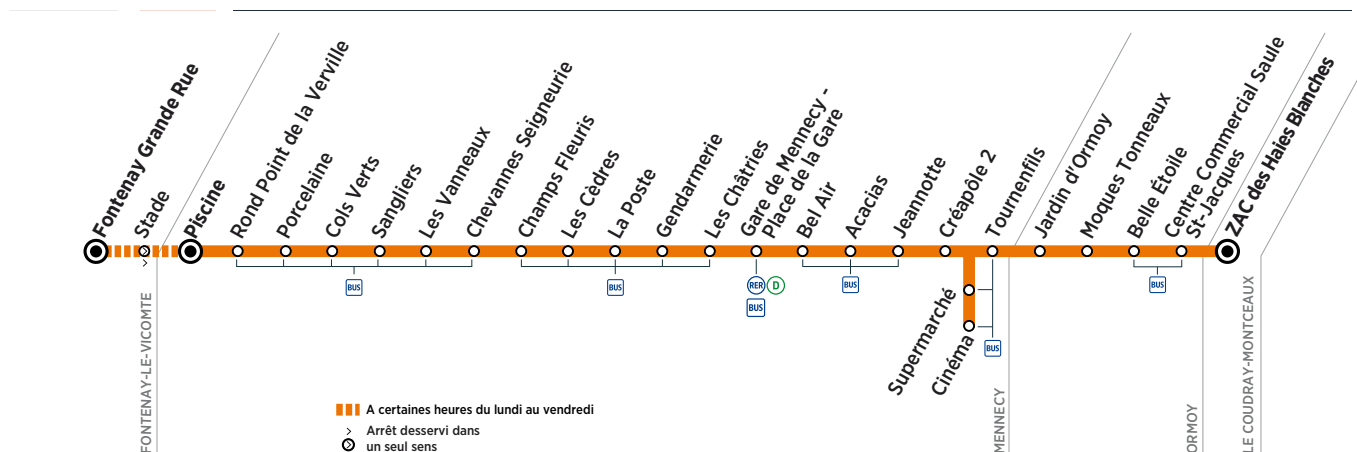 Fontenay Grande Rue
Stade
Piscine
Rond Point de la Verville
Porcelaine
Cols Verts
Sangliers
Les Vanneaux
Chevannes Seigneurie
Champs Fleuris
Les Cèdres
La Poste
Gendarmerie
Les Châtries
Gare de Mennecy -
Place de la Gare
Bel Air
Acacias
Jeannotte
Créapôle 2
Tournenfils
Jardin d'Ormoy
Moques Tonneaux
Belle Étoile
Centre Commercial Saule
St-Jacques
ZAC des Haies Blanches
BUS
BUS
RER D
BUS
BUS
BUS
Supermarché
Cinéma
BUS
FONTENAY-LE-VICOMTE
MENNECY
ORMOY
LE COUDRAY-MONTCEAUX
A certaines heures du lundi au vendredi
Arrêt desservi dans
un seul sens